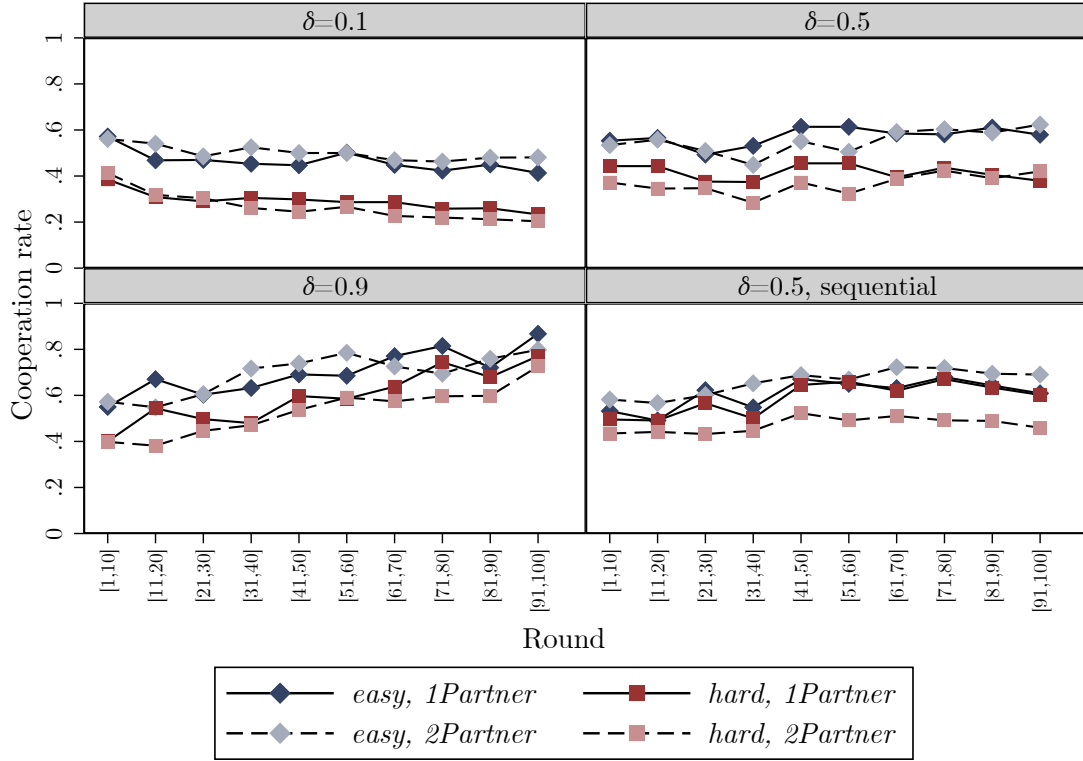 δ=0.1
δ=0.5
Cooperation rate
0 .2 .4 .6 .8 1
δ=0.9
δ=0.5, sequential
0 .2 .4 .6 .8 1
[1,10] [11,20] [21,30] [31,40] [41,50] [51,60] [61,70] [71,80] [81,90] [91,100]
[1,10] [11,20] [21,30] [31,40] [41,50] [51,60] [61,70] [71,80] [81,90] [91,100]
Round
easy, 1Partner
hard, 1Partner
easy, 2Partner
hard, 2Partner